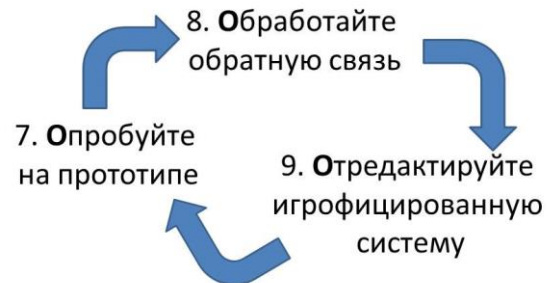 8. Обработайте
обратную связь
7. Опробуйте
на прототипе
9. Отредактируйте
игрофицированную
систему